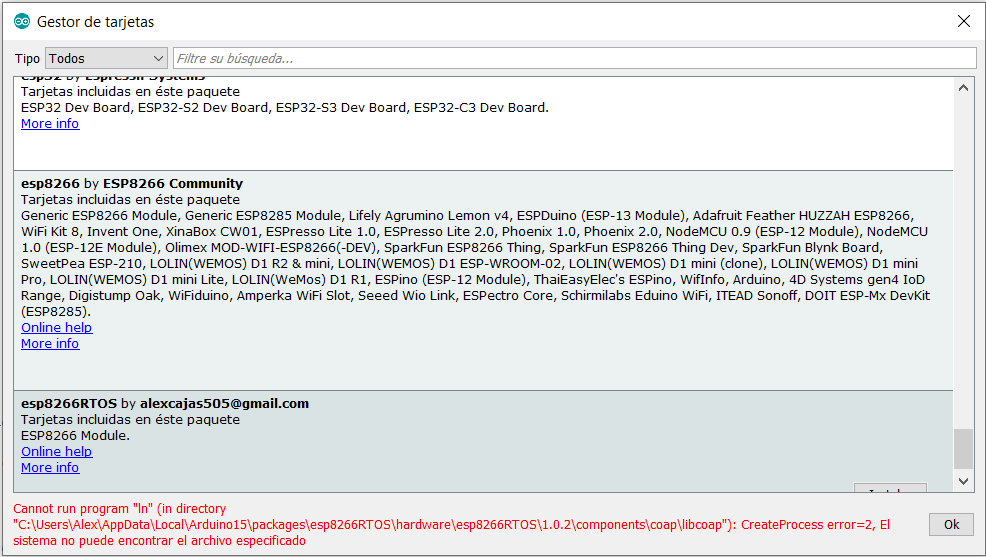 Gestor de tarjetas
Tipo Todos Filtre su búsqueda...
esp32 by Espressif Systems
Tarjetas incluidas en éste paquete
ESP32 Dev Board, ESP32-S2 Dev Board, ESP32-S3 Dev Board, ESP32-C3 Dev Board.
More info
esp8266 by ESP8266 Community
Tarjetas incluidas en éste paquete
Generic ESP8266 Module, Generic ESP8285 Module, Lifely Agrumino Lemon v4, ESPDuino (ESP-13 Module), Adafruit Feather HUZZAH ESP8266,
WiFi Kit 8, Invent One, XinaBox CW01, ESPresso Lite 1.0, ESPresso Lite 2.0, Phoenix 1.0, Phoenix 2.0, NodeMCU 0.9 (ESP-12 Module), NodeMCU
1.0 (ESP-12E Module), Olimex MOD-WIFI-ESP8266(-DEV), SparkFun ESP8266 Thing, SparkFun ESP8266 Thing Dev, SparkFun Blynk Board,
SweetPea ESP-210, LOLIN(WEMOS) D1 R2 & mini, LOLIN(WEMOS) D1 ESP-WROOM-02, LOLIN(WEMOS) D1 mini (clone), LOLIN(WEMOS) D1 mini
Pro, LOLIN(WEMOS) D1 mini Lite, LOLIN(WeMos) D1 R1, ESPino (ESP-12 Module), ThaiEasyElec's ESPino, WifInfo, Arduino, 4D Systems gen4 IoD
Range, Digistump Oak, WiFiduino, Amperka WiFi Slot, Seeed Wio Link, ESPectro Core, Schirmilabs Eduino WiFi, ITEAD Sonoff, DOIT ESP-Mx DevKit
(ESP8285).
Online help
More info
esp8266RTOS by alexcajas505@gmail.com
Tarjetas incluidas en éste paquete
ESP8266 Module.
Online help
More info
Cannot run program "ln" (in directory
"C:\Users\Alex\AppData\Local\Arduino15\packages\esp8266RTOS\hardware\esp8266RTOS\1.0.2\components\coap\libcoap"): CreateProcess error=2, El
sistema no puede encontrar el archivo especificado
Ok